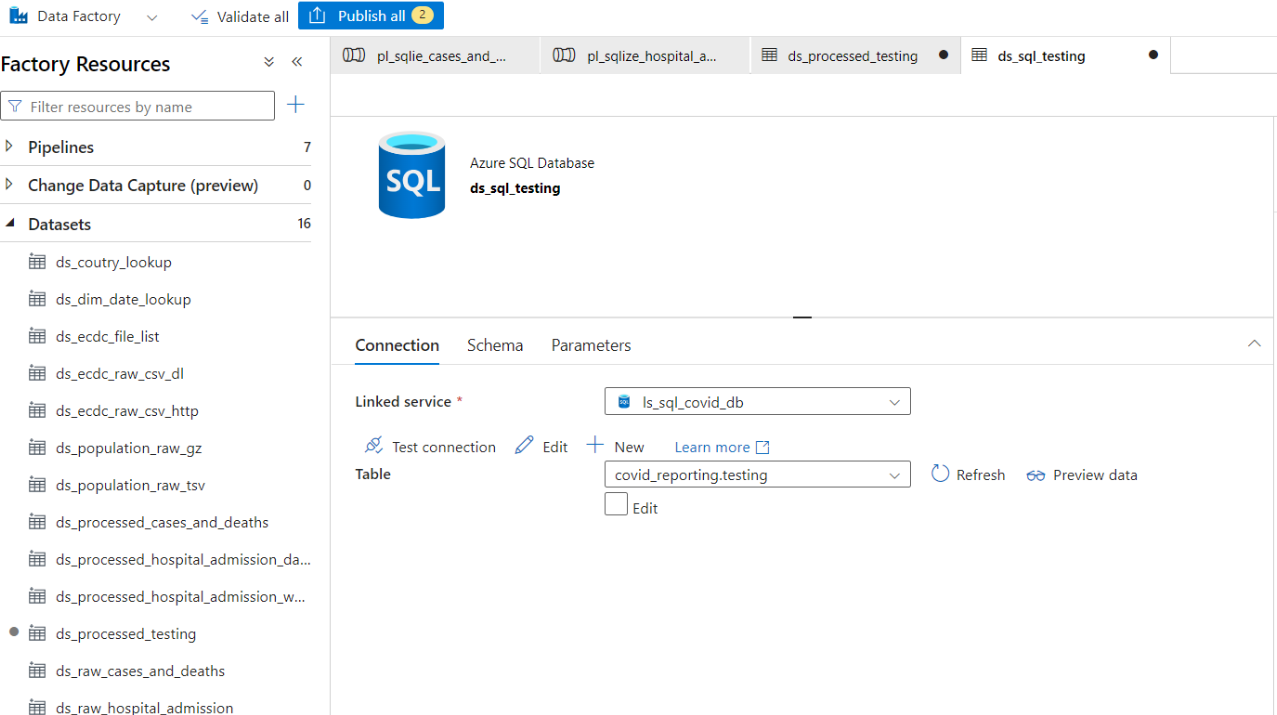 Data Factory
Validate all
Publish all 2
Factory Resources
Filter resources by name
Pipelines 7
Change Data Capture (preview) 0
Datasets 16
ds_coutry_lookup
ds_dim_date_lookup
ds_ecdc_file_list
ds_ecdc_raw_csv_dl
ds_ecdc_raw_csv_http
ds_population_raw_gz
ds_population_raw_tsv
ds_processed_cases_and_deaths
ds_processed_hospital_admission_da...
ds_processed_hospital_admission_w...
ds_processed_testing
ds_raw_cases_and_deaths
ds_raw_hospital_admission
pl_sqlie_cases_and_...
pl_sqlize_hospital_a...
ds_processed_testing
ds_sql_testing
SQL
Azure SQL Database
ds_sql_testing
Connection Schema Parameters
Linked service * ls_sql_covid_db
Test connection Edit New Learn more
Table covid_reporting.testing Refresh Preview data
Edit